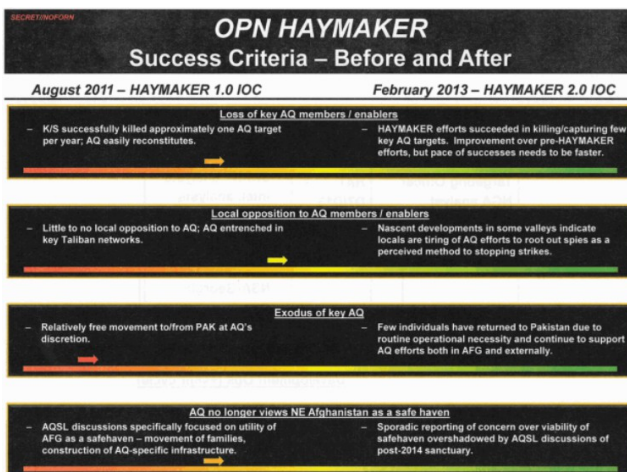 SECRET//NOFORN
OPN HAYMAKER
Success Criteria – Before and After
August 2011 – HAYMAKER 1.0 IOC
February 2013 – HAYMAKER 2.0 IOC
Loss of key AQ members / enablers
– K/S successfully killed approximately one AQ target
per year; AQ easily reconstitutes.
– HAYMAKER efforts succeeded in killing/capturing few
key AQ targets. Improvement over pre-HAYMAKER
efforts, but pace of successes needs to be faster.
Local opposition to AQ members / enablers
– Little to no local opposition to AQ; AQ entrenched in
key Taliban networks.
– Nascent developments in some valleys indicate
locals are tiring of AQ efforts to root out spies as a
perceived method to stopping strikes.
Exodus of key AQ
– Relatively free movement to/from PAK at AQ's
discretion.
– Few individuals have returned to Pakistan due to
routine operational necessity and continue to support
AQ efforts both in AFG and externally.
AQ no longer views NE Afghanistan as a safe haven
– AQSL discussions specifically focused on utility of
AFG as a safehaven – movement of families,
construction of AQ-specific infrastructure.
– Sporadic reporting of concern over viability of
safehaven overshadowed by AQSL discussions of
post-2014 sanctuary.